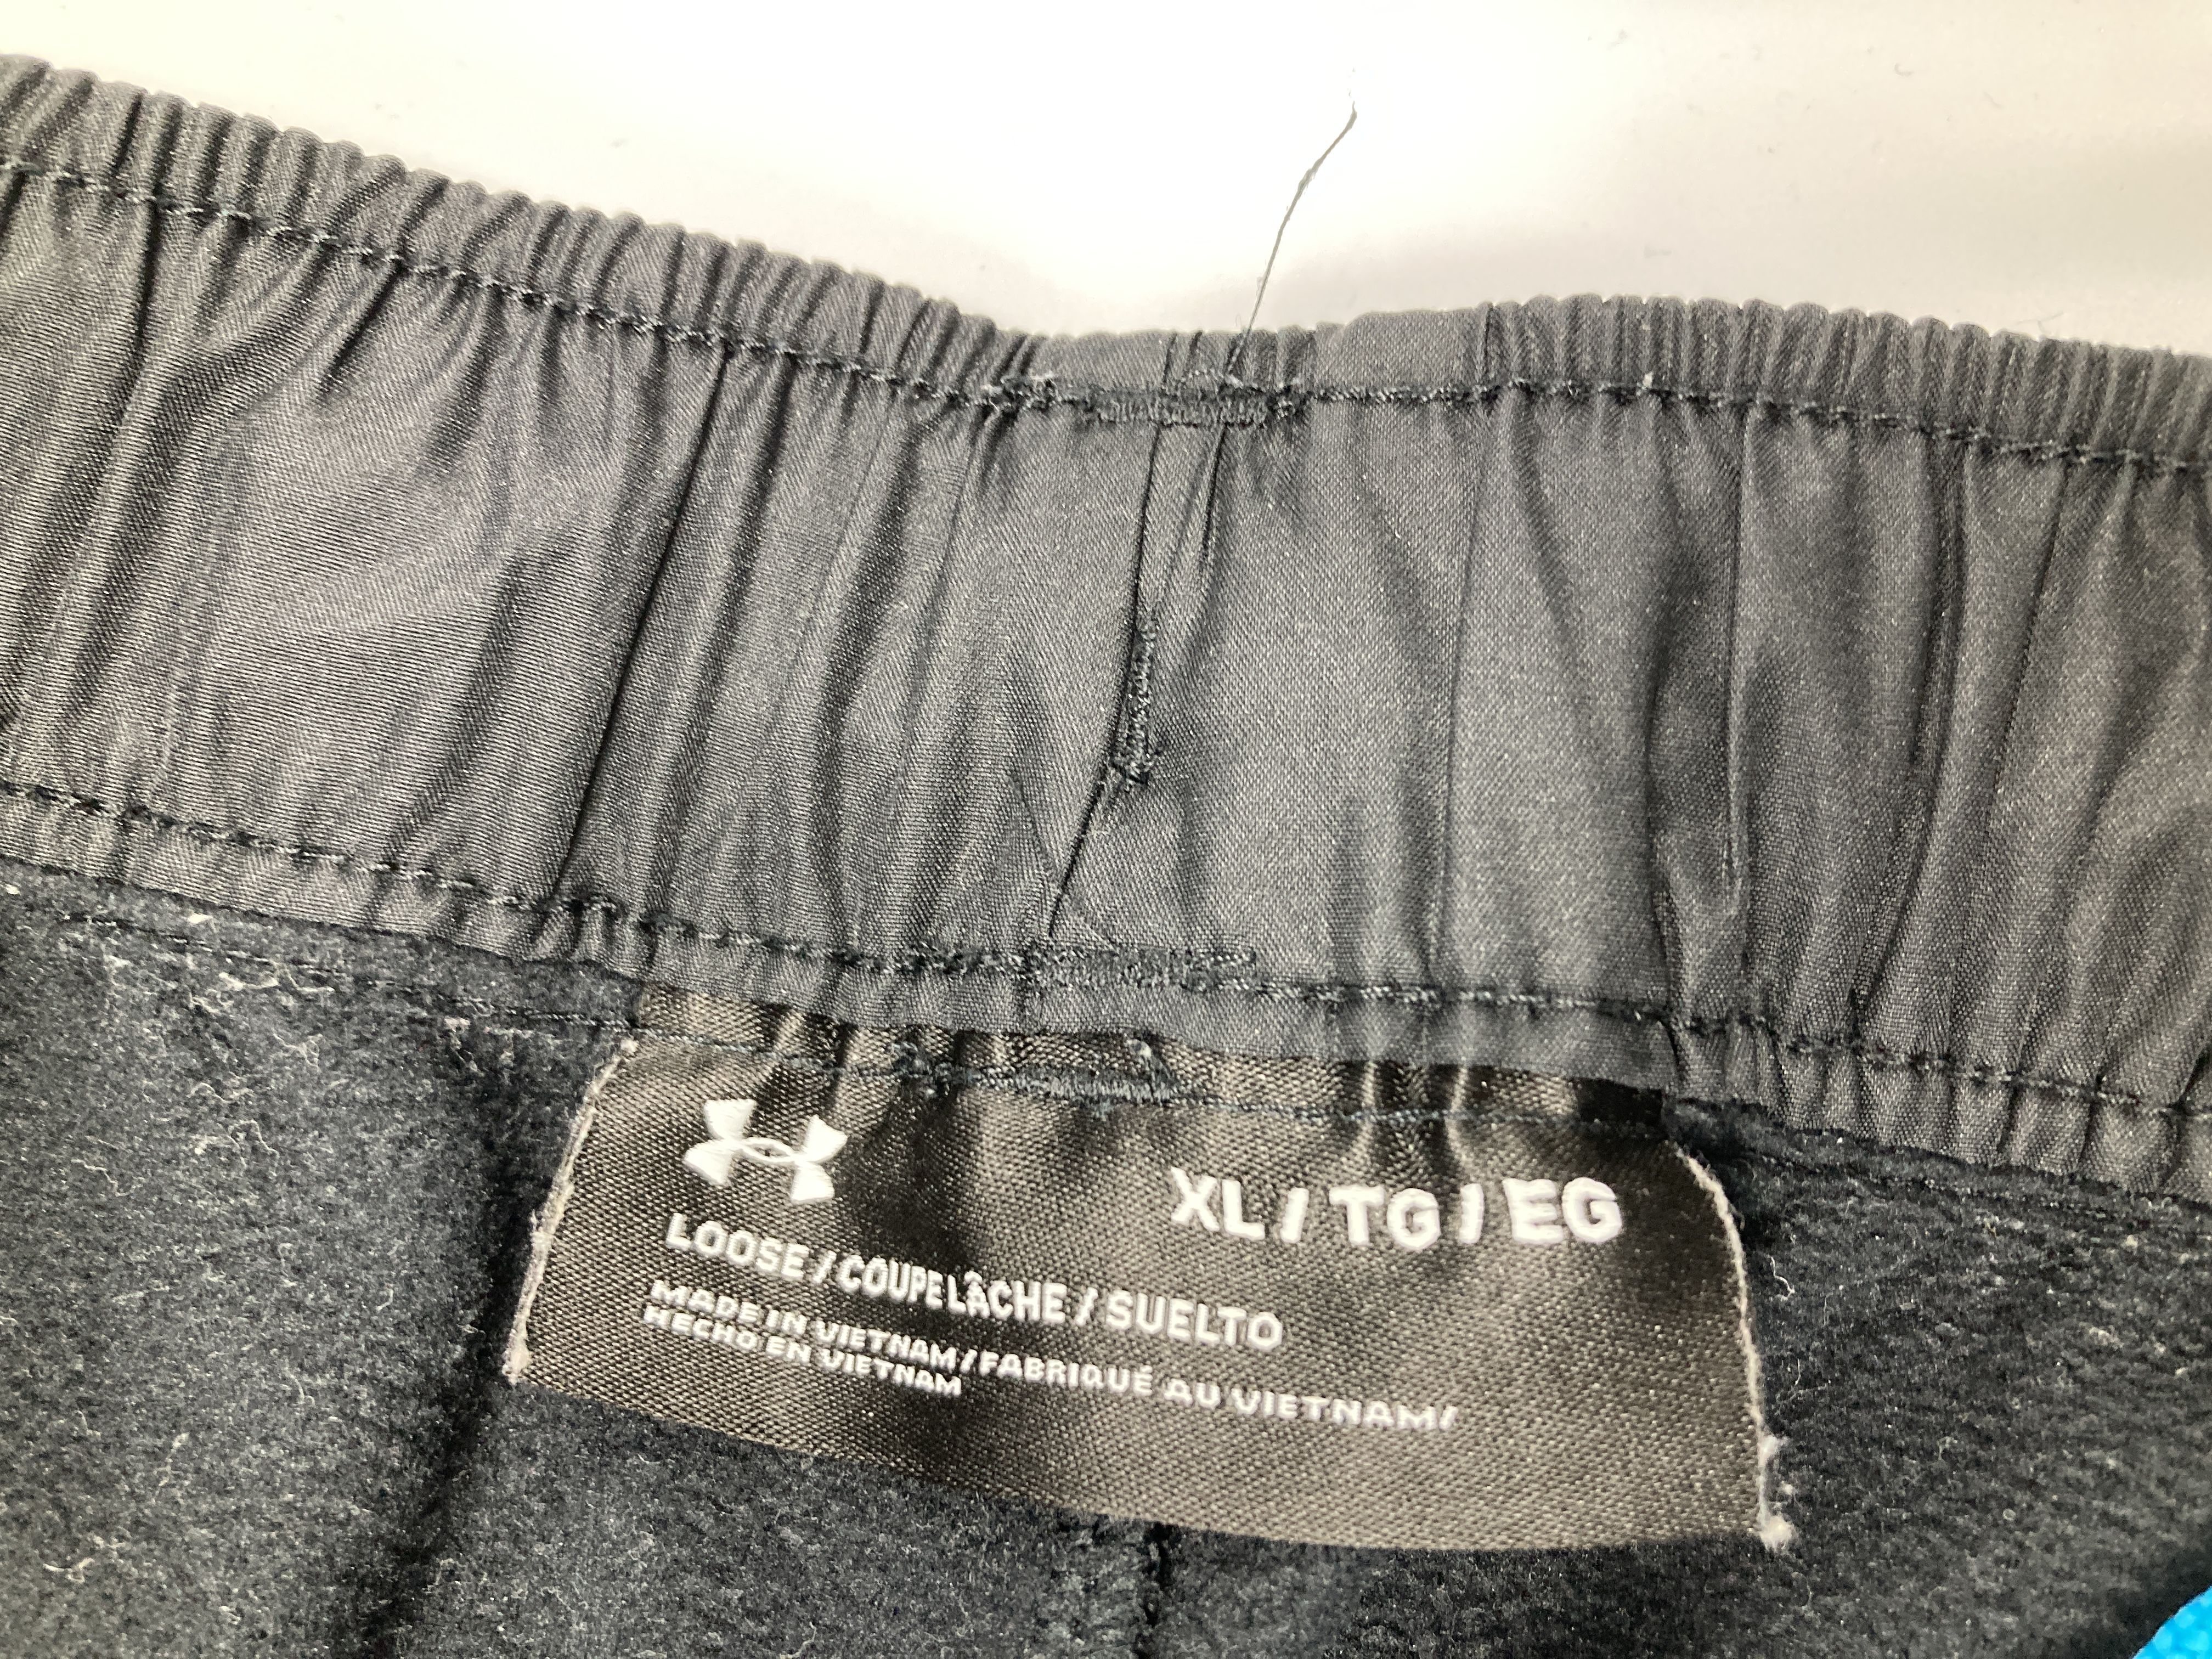 XL / TG / EG
LOOSE / COUPE LÂCHE / SUELTO
MADE IN VIETNAM / FABRIQUÉ AU VIETNAM /
HECHO EN VIETNAM